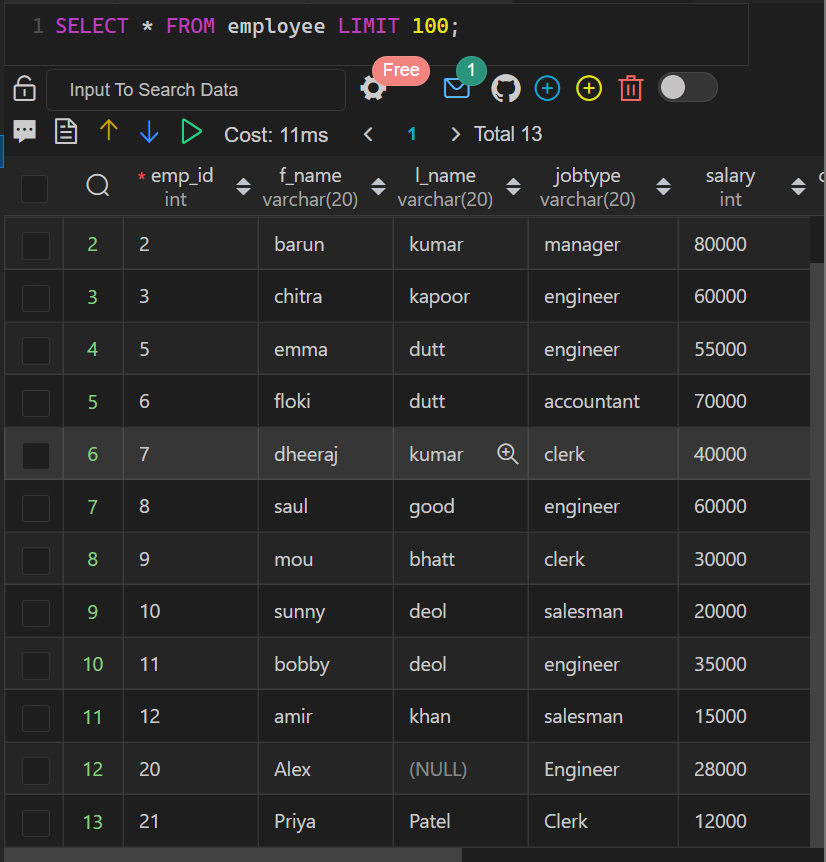 1 SELECT * FROM employee LIMIT 100;
Input To Search Data Free 1
Cost: 11ms < 1 > Total 13
* emp_id f_name l_name jobtype salary
int varchar(20) varchar(20) varchar(20) int
2 2 barun kumar manager 80000
3 3 chitra kapoor engineer 60000
4 5 emma dutt engineer 55000
5 6 floki dutt accountant 70000
6 7 dheeraj kumar clerk 40000
7 8 saul good engineer 60000
8 9 mou bhatt clerk 30000
9 10 sunny deol salesman 20000
10 11 bobby deol engineer 35000
11 12 amir khan salesman 15000
12 20 Alex (NULL) Engineer 28000
13 21 Priya Patel Clerk 12000